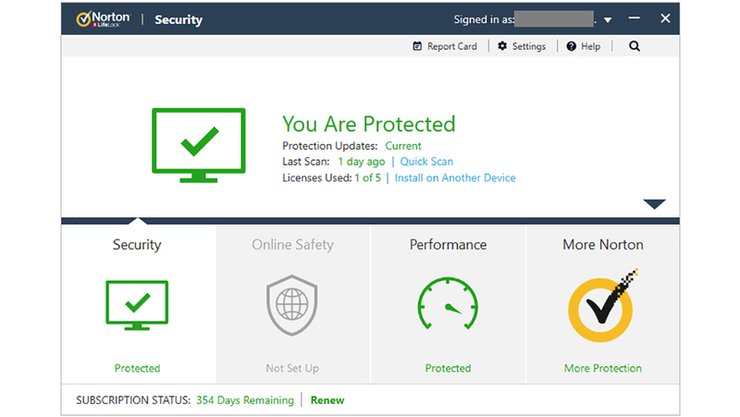 Norton | Security Signed in as: .
LifeLock
Report Card | Settings | Help
You Are Protected
Protection Updates: Current
Last Scan: 1 day ago | Quick Scan
Licenses Used: 1 of 5 | Install on Another Device
Security Online Safety Performance More Norton
Protected Not Set Up Protected More Protection
SUBSCRIPTION STATUS: 354 Days Remaining | Renew